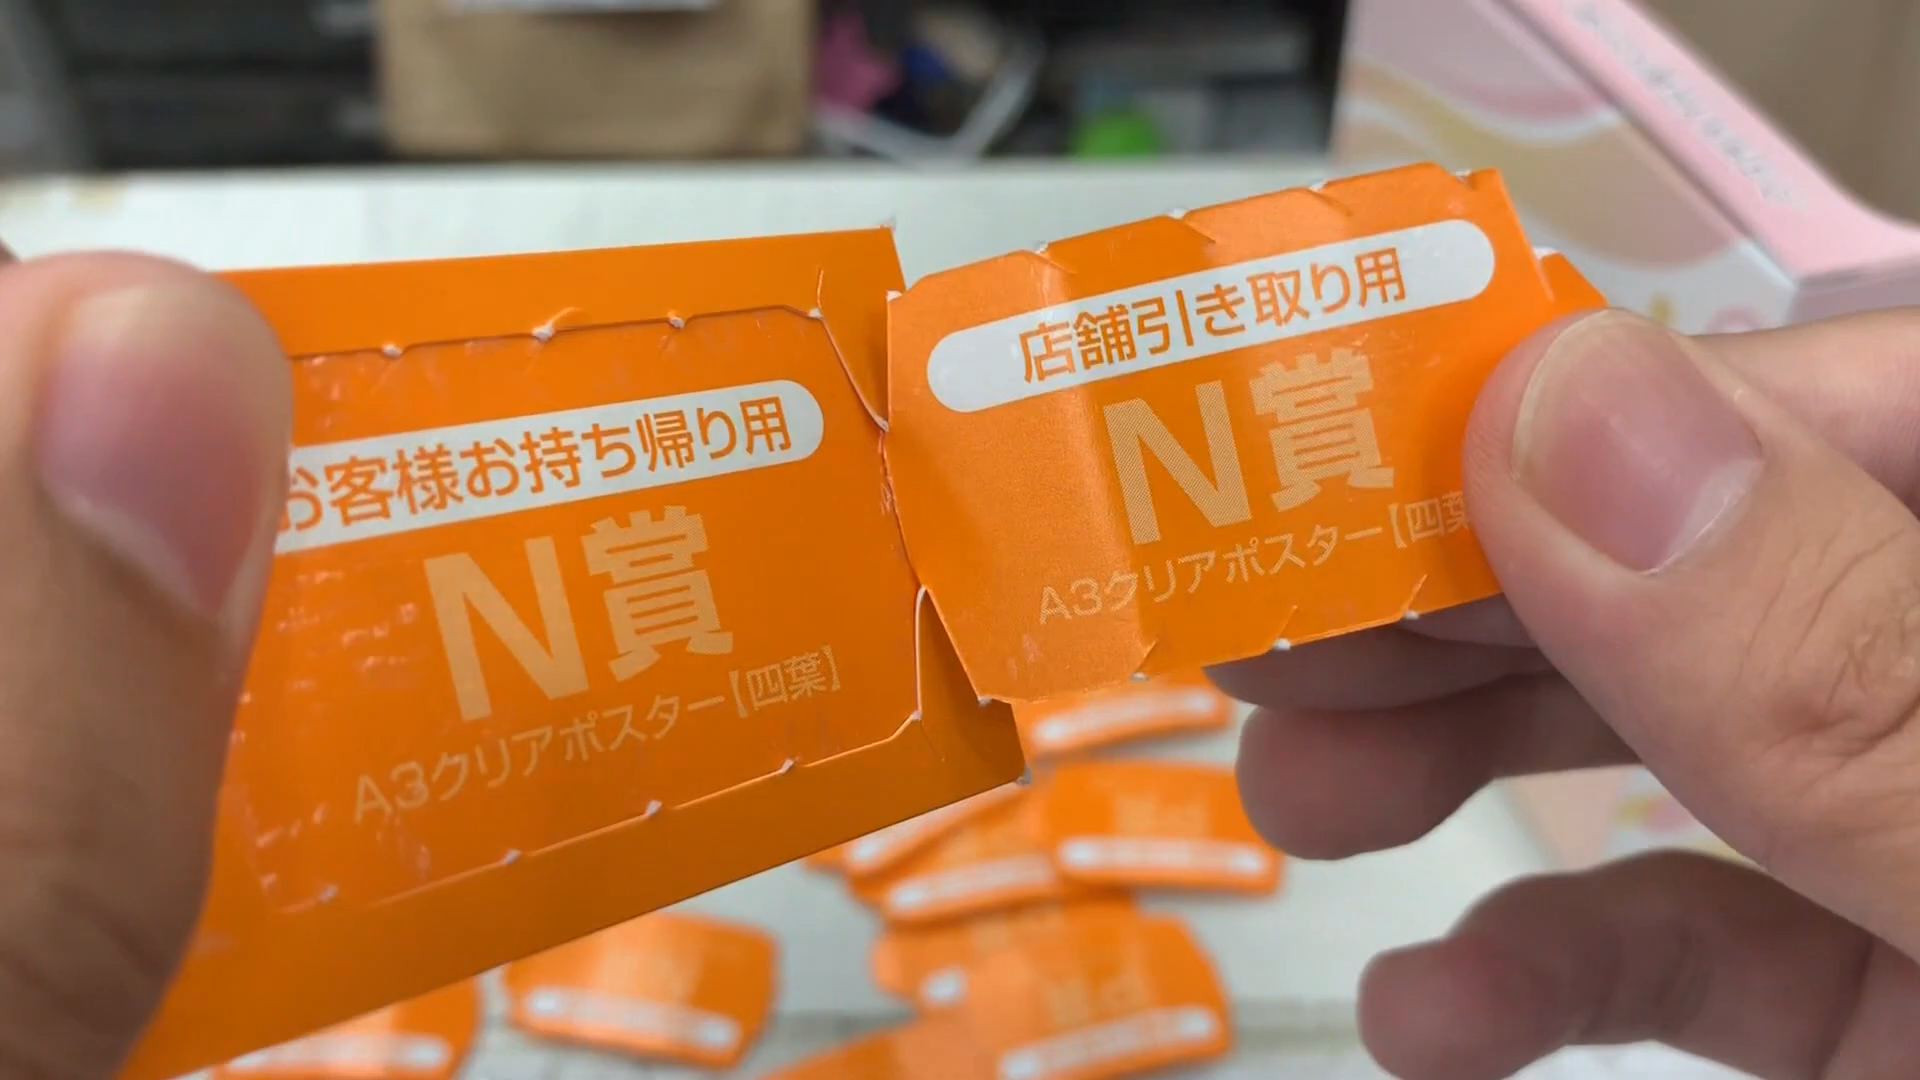 お客様お持ち帰り用
N賞
A3クリアポスター【四葉】
店舗引き取り用
N賞
A3クリアポスター【四葉